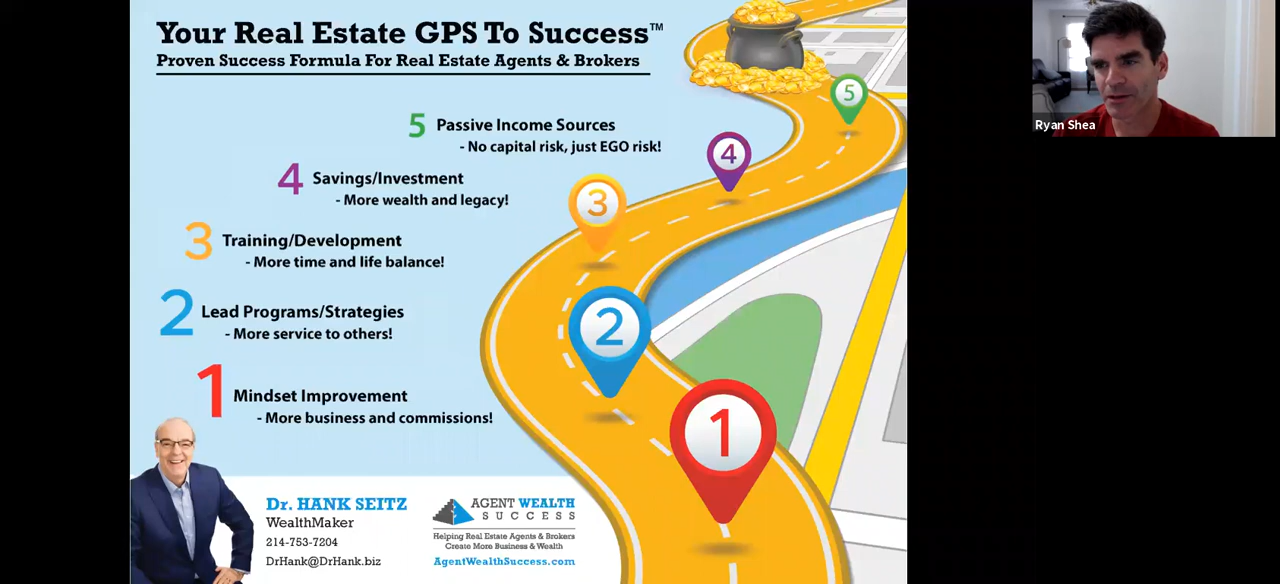 Your Real Estate GPS To Success™
Proven Success Formula For Real Estate Agents & Brokers
5 Passive Income Sources
- No capital risk, just EGO risk!
4 Savings/Investment
- More wealth and legacy!
3 Training/Development
- More time and life balance!
2 Lead Programs/Strategies
- More service to others!
1 Mindset Improvement
- More business and commissions!
5
4
3
2
1
Dr. HANK SEITZ
WealthMaker
214-753-7204
DrHank@DrHank.biz
AGENT WEALTH
SUCCESS
Helping Real Estate Agents & Brokers
Create More Business & Wealth
AgentWealthSuccess.com
Ryan Shea